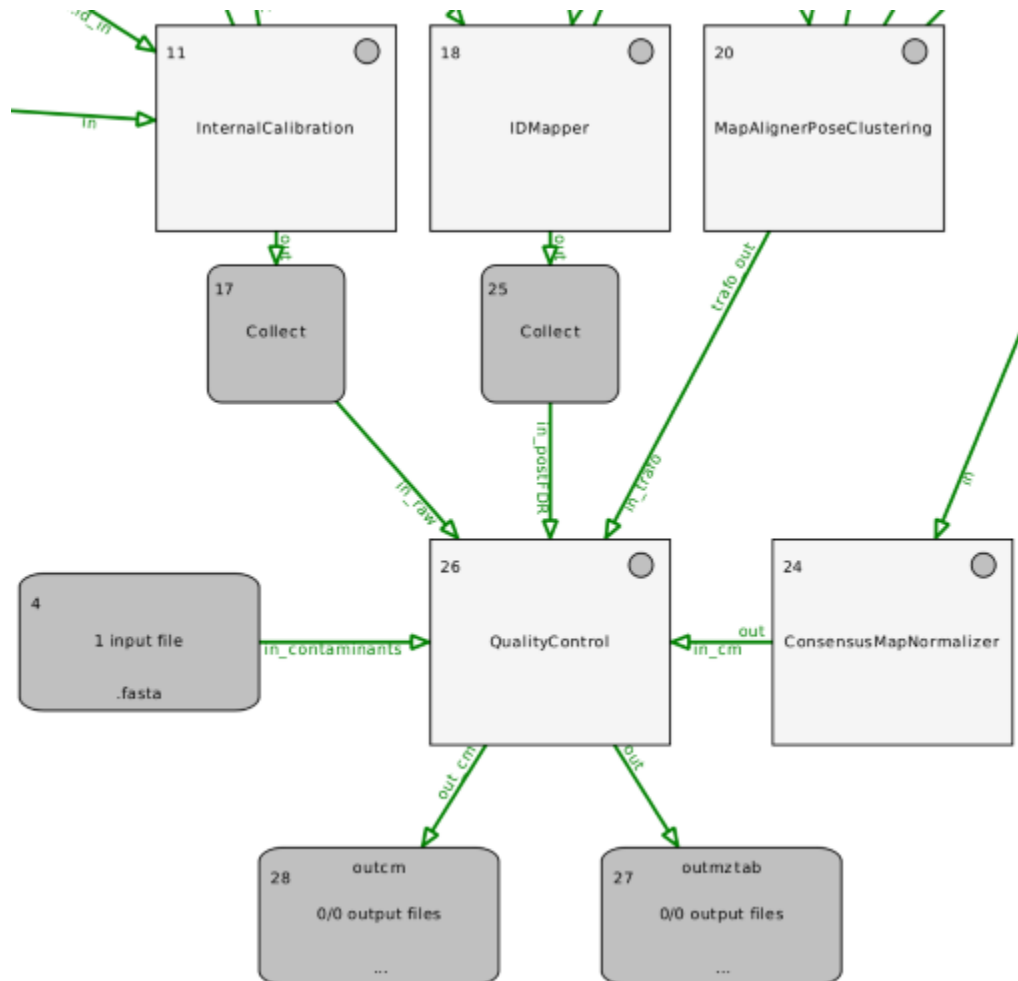 id_in
in
11
InternalCalibration
out
18
IDMapper
out
20
MapAlignerPoseClustering
trafo_out
17
Collect
25
Collect
in_raw
in_postFDR
in_trafo
in
4
1 input file
.fasta
in_contaminants
26
QualityControl
out
in_cm
24
ConsensusMapNormalizer
out_cm
out
28
outcm
0/0 output files
...
27
outmztab
0/0 output files
...